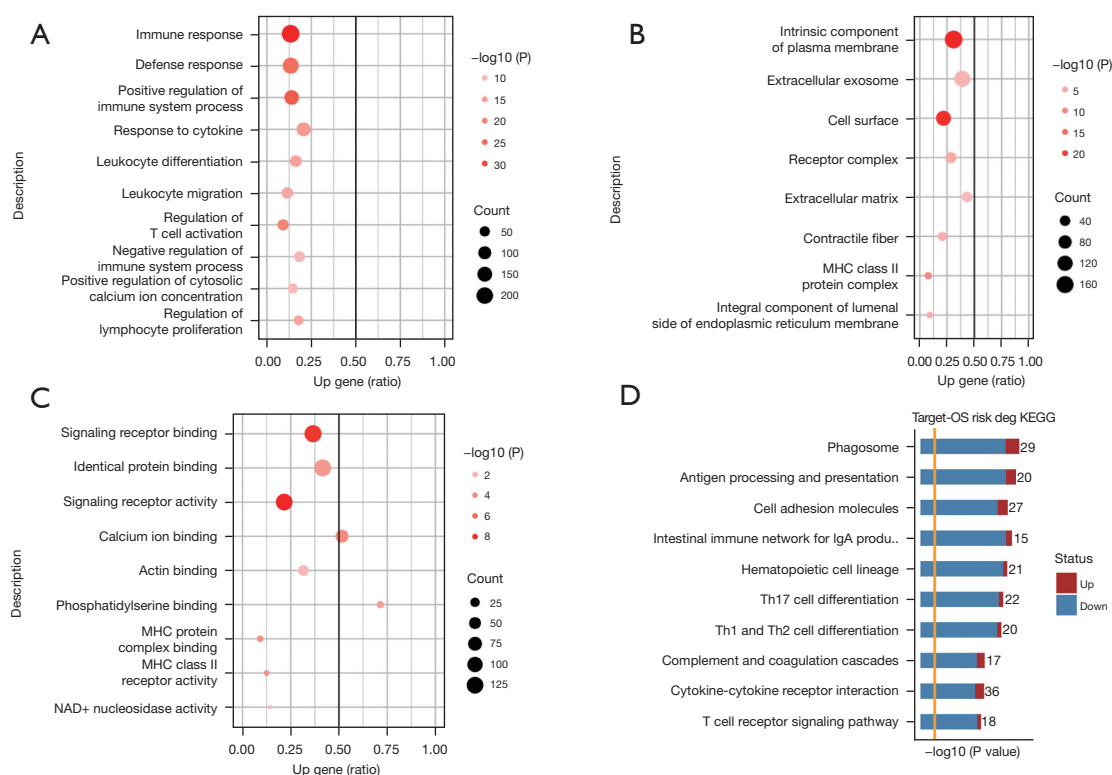 A
Immune response
Defense response
Positive regulation of
immune system process
Response to cytokine
Leukocyte differentiation
Leukocyte migration
Regulation of
T cell activation
Negative regulation of
immune system process
Positive regulation of cytosolic
calcium ion concentration
Regulation of
lymphocyte proliferation
Description
0.00 0.25 0.50 0.75 1.00
Up gene (ratio)
−log10 (P)
10
15
20
25
30
Count
50
100
150
200
B
Intrinsic component
of plasma membrane
Extracellular exosome
Cell surface
Receptor complex
Extracellular matrix
Contractile fiber
MHC class II
protein complex
Integral component of lumenal
side of endoplasmic reticulum membrane
Description
0.00 0.25 0.50 0.75 1.00
Up gene (ratio)
−log10 (P)
5
10
15
20
Count
40
80
120
160
C
Signaling receptor binding
Identical protein binding
Signaling receptor activity
Calcium ion binding
Actin binding
Phosphatidylserine binding
MHC protein
complex binding
MHC class II
receptor activity
NAD+ nucleosidase activity
Description
0.00 0.25 0.50 0.75 1.00
Up gene (ratio)
−log10 (P)
2
4
6
8
Count
25
50
75
100
125
D
Target-OS risk deg KEGG
Phagosome 29
Antigen processing and presentation 20
Cell adhesion molecules 27
Intestinal immune network for IgA produ.. 15
Hematopoietic cell lineage 21
Th17 cell differentiation 22
Th1 and Th2 cell differentiation 20
Complement and coagulation cascades 17
Cytokine-cytokine receptor interaction 36
T cell receptor signaling pathway 18
−log10 (P value)
Status
Up
Down